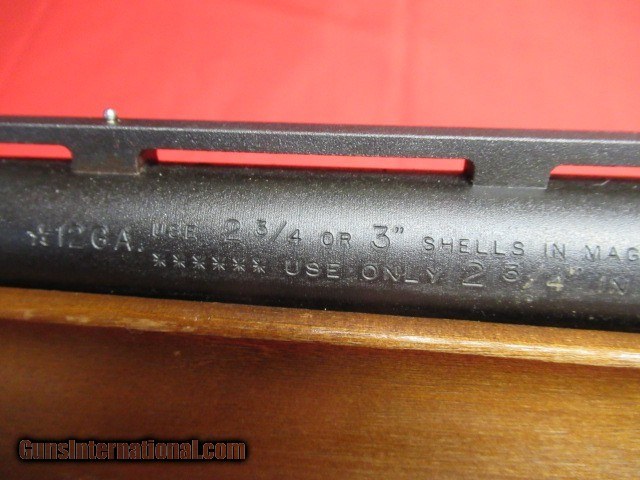 *12GA. USE 2 3/4 OR 3" SHELLS IN MAG
****** USE ONLY 2 3/4" IN
GunsInternational.com